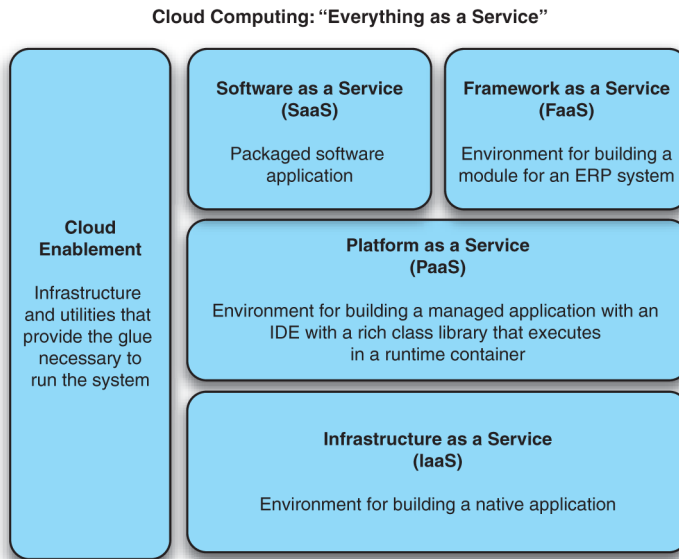 Cloud Computing: “Everything as a Service”
Cloud
Enablement
Infrastructure
and utilities that
provide the glue
necessary to
run the system
Software as a Service
(SaaS)
Packaged software
application
Framework as a Service
(FaaS)
Environment for building a
module for an ERP system
Platform as a Service
(PaaS)
Environment for building a managed application with an
IDE with a rich class library that executes
in a runtime container
Infrastructure as a Service
(IaaS)
Environment for building a native application